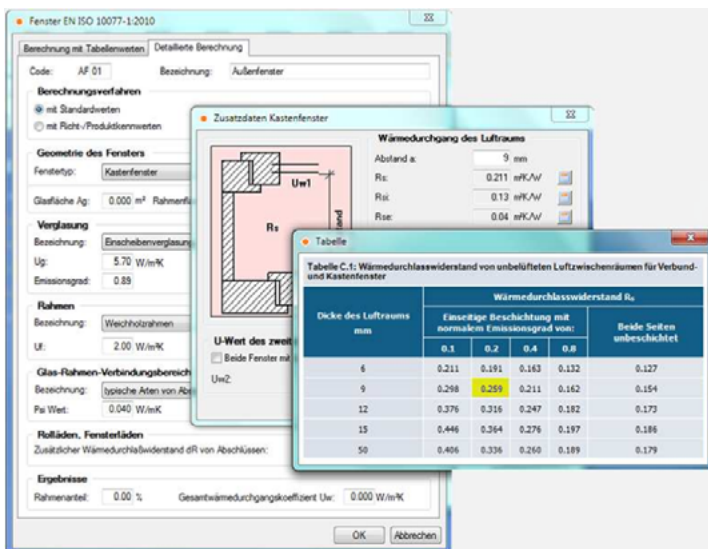 Fenster EN ISO 10077-1:2010
Berechnung mit Tabellenwerten Detaillierte Berechnung
Code: AF 01 Bezeichnung: Außenfenster
Berechnungsverfahren
mit Standardwerten
mit Richt-/Produktkennwerten
Geometrie des Fensters
Fenstertyp: Kastenfenster
Glasfläche Ag: 0.000 m² Rahmenfl
Verglasung
Bezeichnung: Einscheibenverglasung
Ug: 5.70 W/m²K
Emissionsgrad: 0.89
Rahmen
Bezeichnung: Weichholzrahmen
Uf: 2.00 W/m²K
Glas-Rahmen-Verbindungsbereich
Bezeichnung: typische Arten von Abs
Psi Wert: 0.040 W/mK
Rolläden, Fensterläden
Zusätzlicher Wärmedurchlaßwiderstand dR von Abschlüssen:
Ergebnisse
Rahmenanteil: 0.00 % Gesamtwärmedurchgangskoeffizient Uw: 0.000 W/m²K
OK Abbrechen
Zusatzdaten Kastenfenster
Uw1
Rs
tand
Wärmedurchgang des Luftraums
Abstand a: 9 mm
Rs: 0.211 m²K/W
Rsi: 0.13 m²K/W
Rse: 0.04 m²K/W
U-Wert des zweit
Beide Fenster mit
Uw2:
Tabelle
Tabelle C.1: Wärmedurchlasswiderstand von unbelüfteten Luftzwischenräumen für Verbund-
und Kastenfenster
Dicke des Luftraums
mm
Wärmedurchlasswiderstand Rs
Einseitige Beschichtung mit
normalem Emissionsgrad von:
Beide Seiten
unbeschichtet
0.1 0.2 0.4 0.8
6 0.211 0.191 0.163 0.132 0.127
9 0.298 0.259 0.211 0.162 0.154
12 0.376 0.316 0.247 0.182 0.173
15 0.446 0.364 0.276 0.197 0.186
50 0.406 0.336 0.260 0.189 0.179